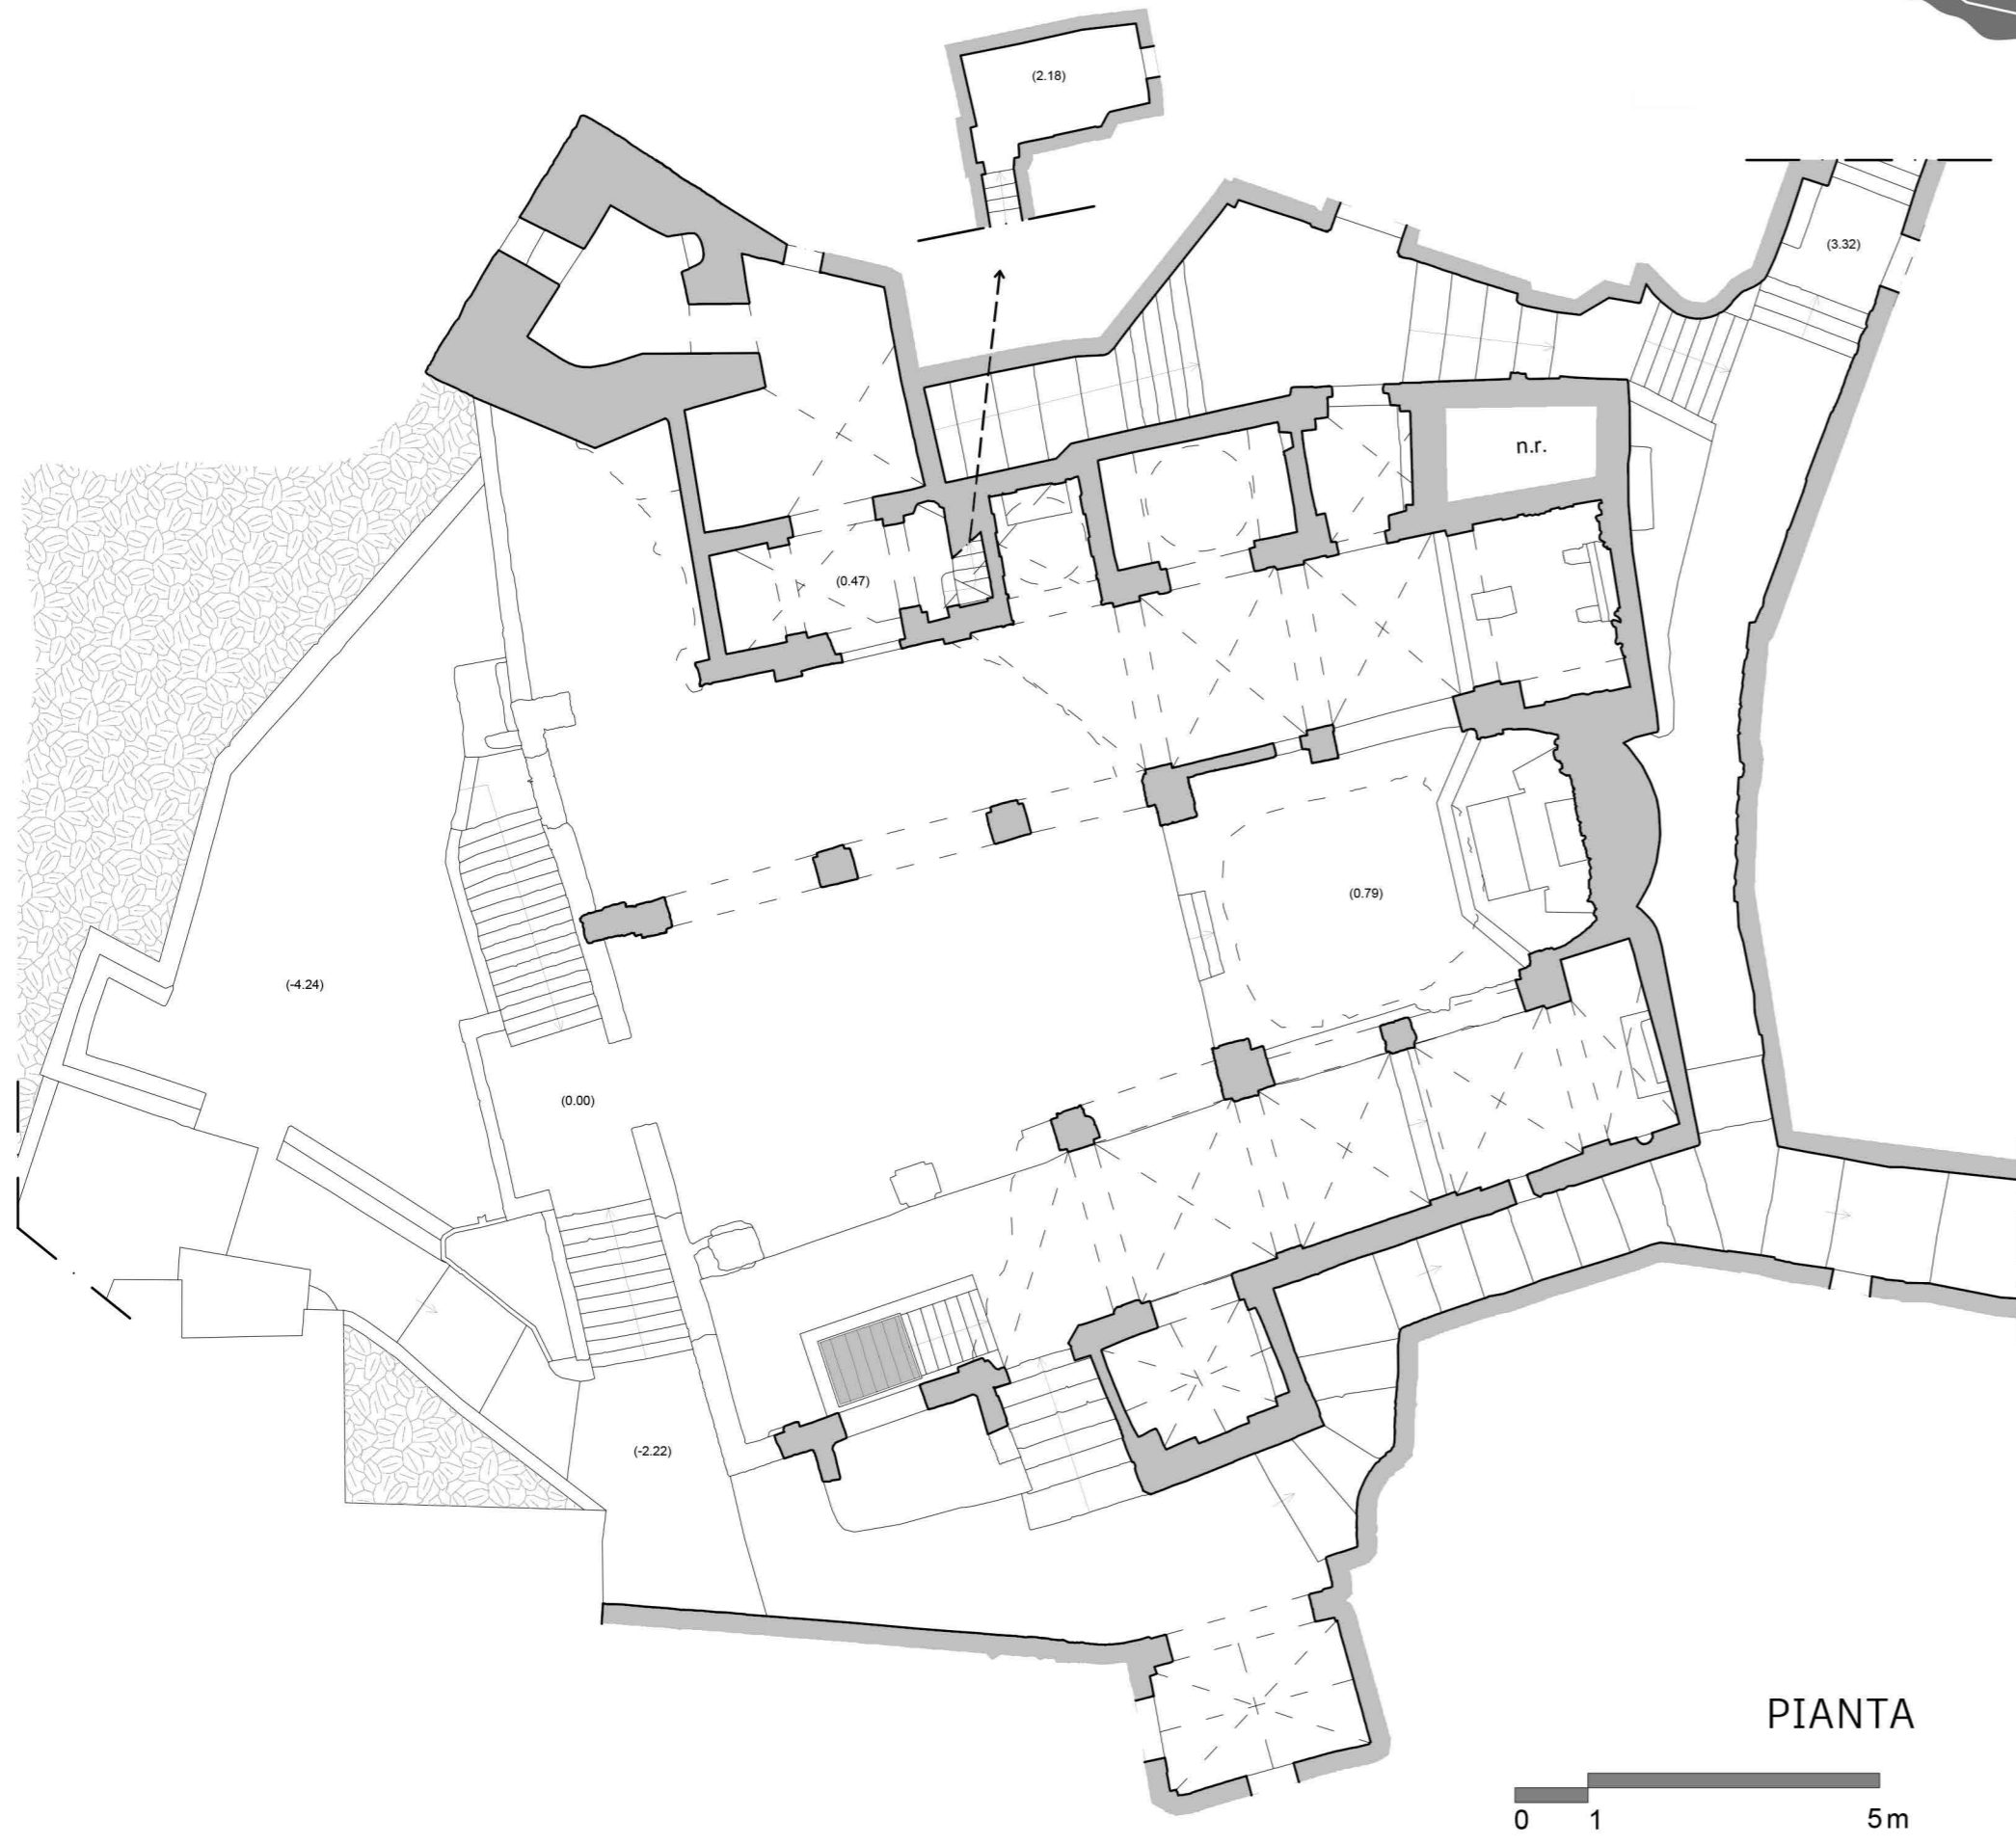 (2.18)
(3.32)
n.r.
(0.47)
(0.79)
(-4.24)
(0.00)
(-2.22)
PIANTA
0 1 5 m